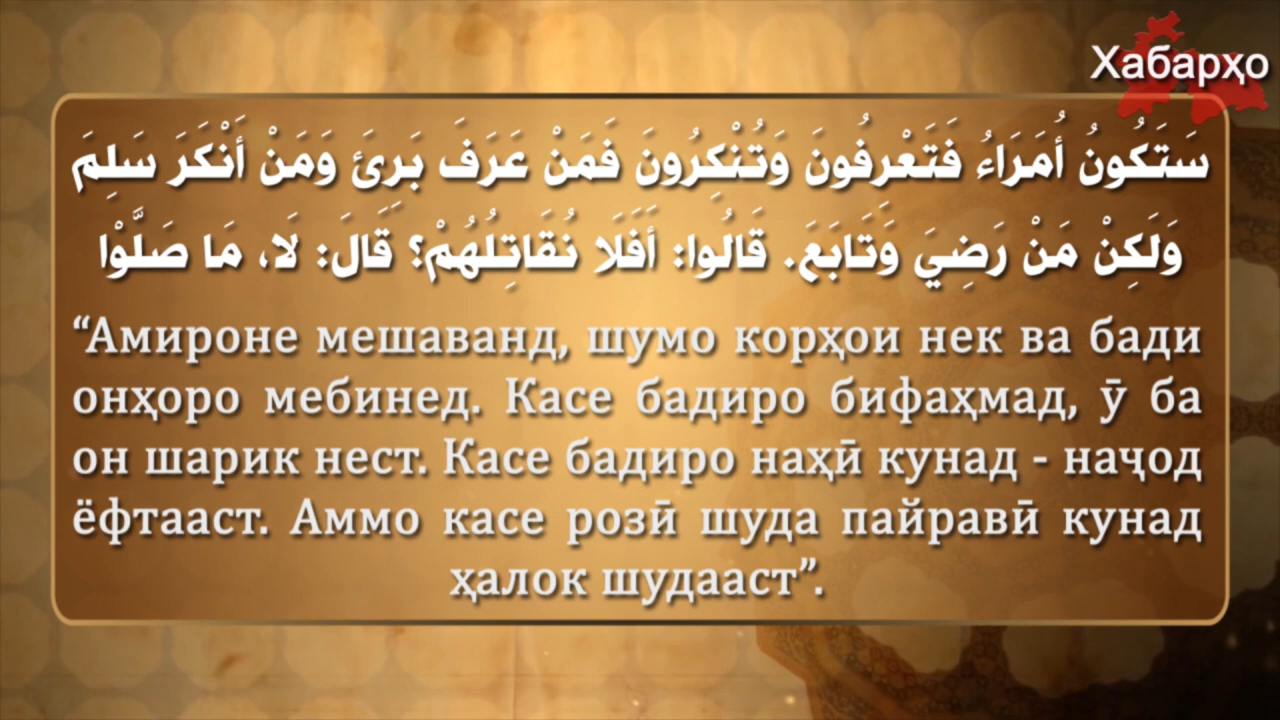 Хабарҳо
سَتَكُونُ أُمَرَاءُ فَتَعْرِفُونَ وَتُنْكِرُونَ فَمَنْ عَرَفَ بَرِئَ وَمَنْ أَنْكَرَ سَلِمَ
وَلَكِنْ مَنْ رَضِيَ وَتَابَعَ. قَالُوا: أَفَلَا نُقَاتِلُهُمْ؟ قَالَ: لَا، مَا صَلَّوْا
“Амироне мешаванд, шумо корҳои нек ва бади
онҳоро мебинед. Касе бадиро бифаҳмад, ӯ ба
он шарик нест. Касе бадиро наҳӣ кунад - наҷод
ёфтааст. Аммо касе розӣ шуда пайравӣ кунад
ҳалок шудааст”.